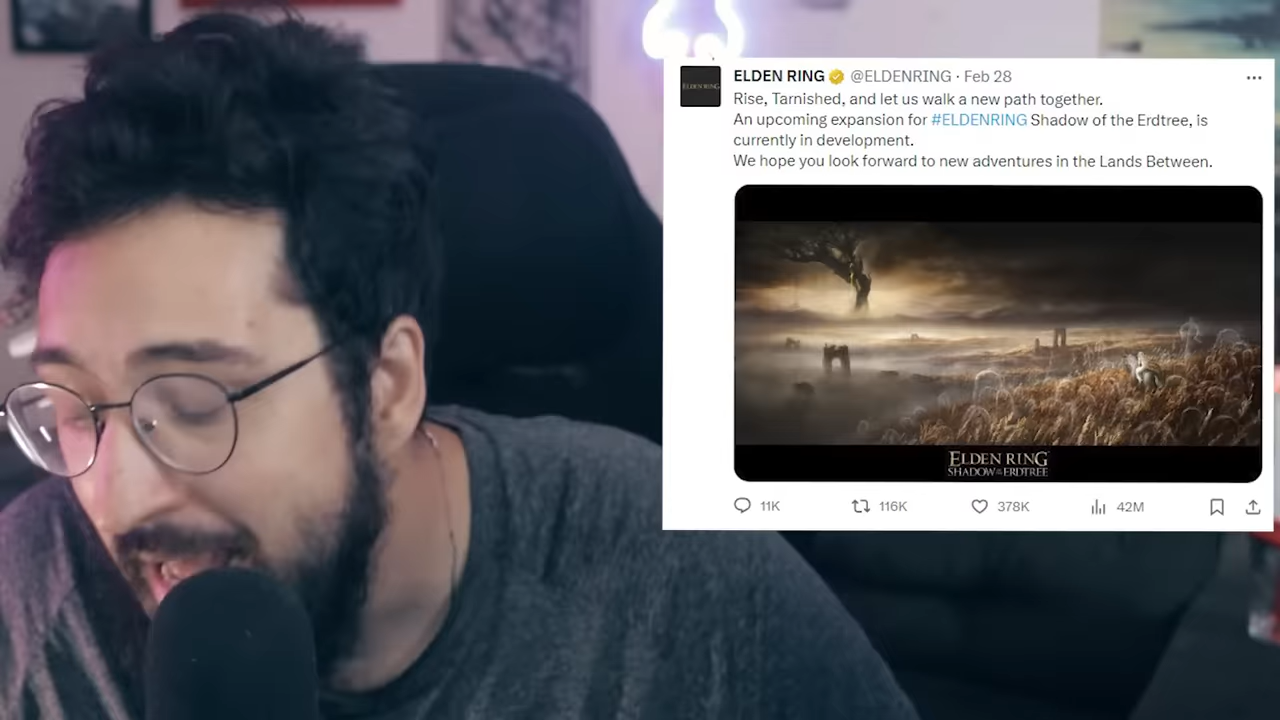 ELDEN RING @ELDENRING · Feb 28
Rise, Tarnished, and let us walk a new path together.
An upcoming expansion for #ELDENRING Shadow of the Erdtree, is
currently in development.
We hope you look forward to new adventures in the Lands Between.
ELDEN RING
ELDEN RING
SHADOW OF THE ERDTREE
11K 116K 378K 42M